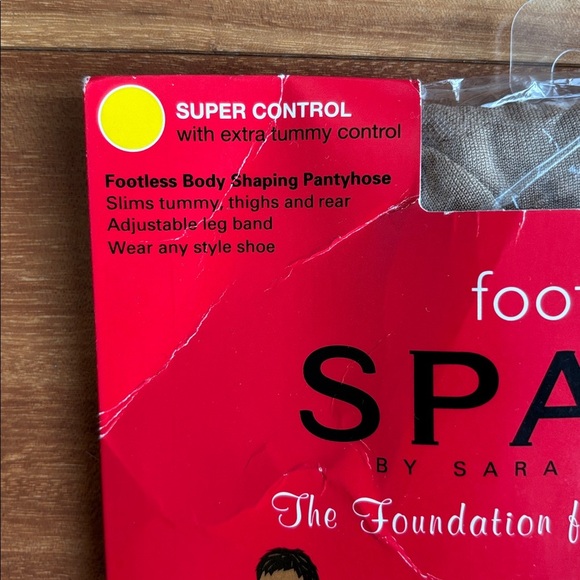 SUPER CONTROL
with extra tummy control
Footless Body Shaping Pantyhose
Slims tummy, thighs and rear
Adjustable leg band
Wear any style shoe
foot
SPA
BY SARA
The Foundation f